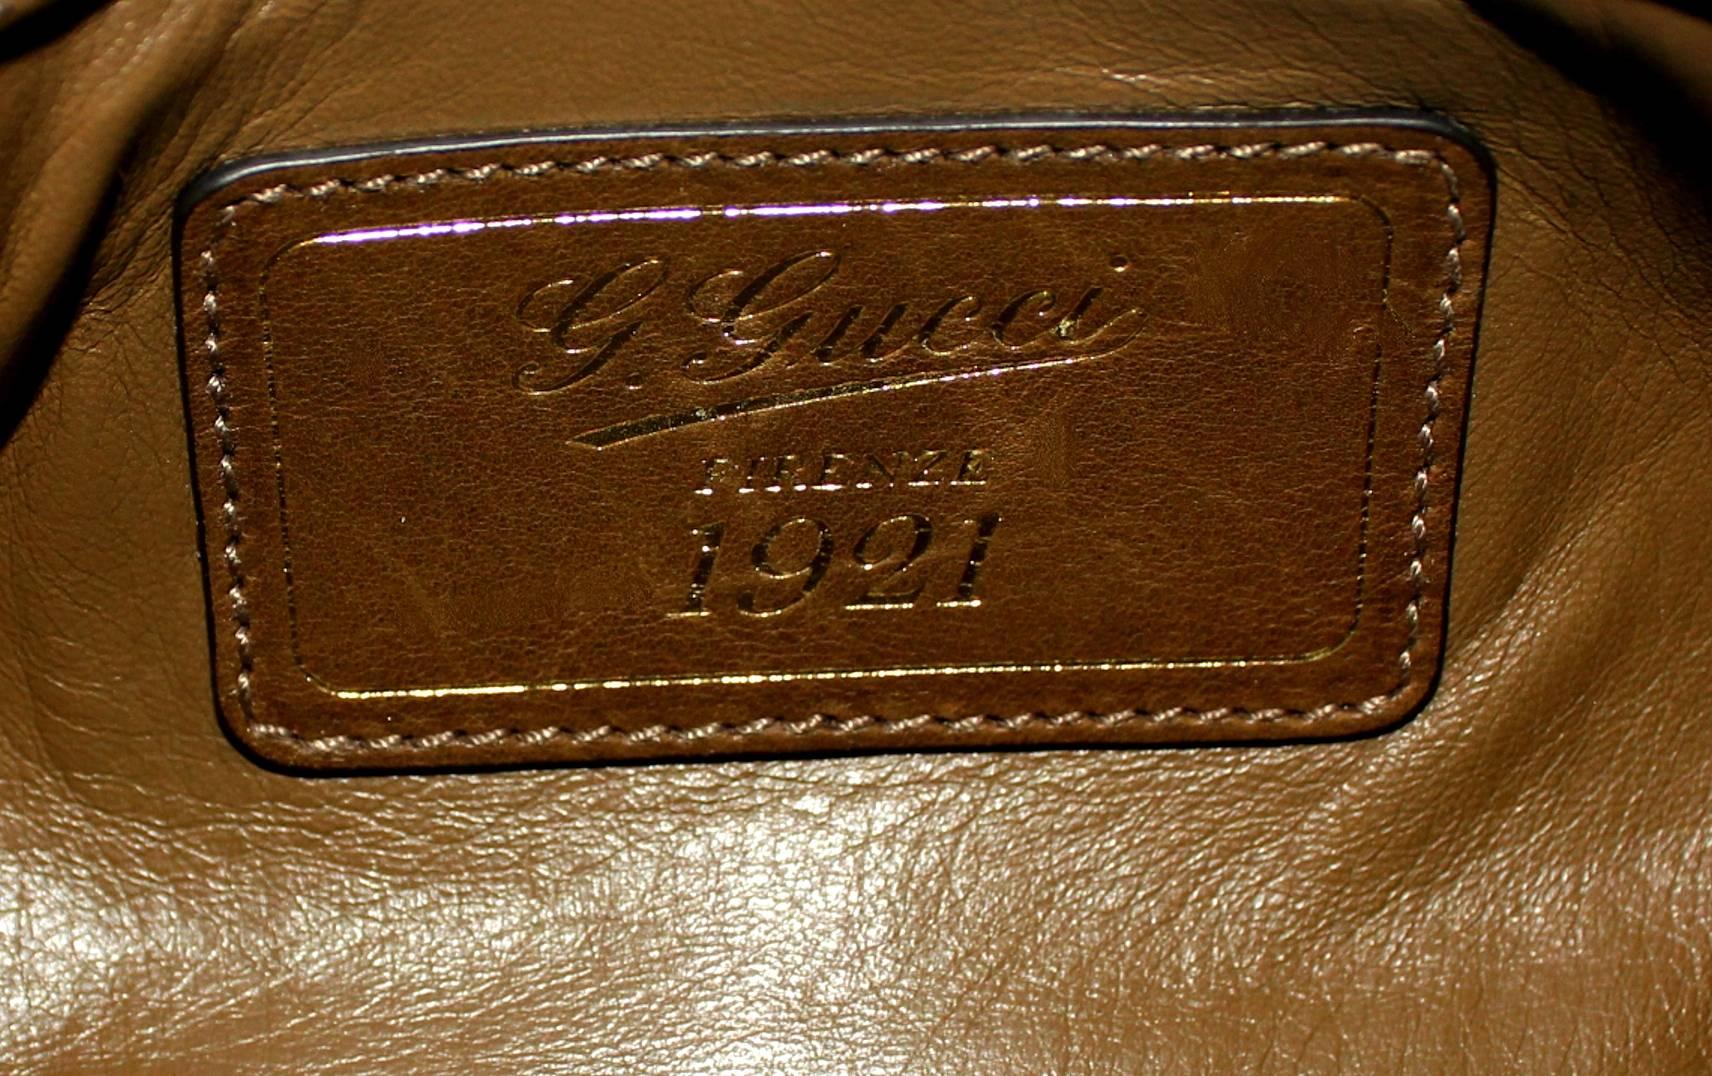 G. Gucci
FIRENZE
1921